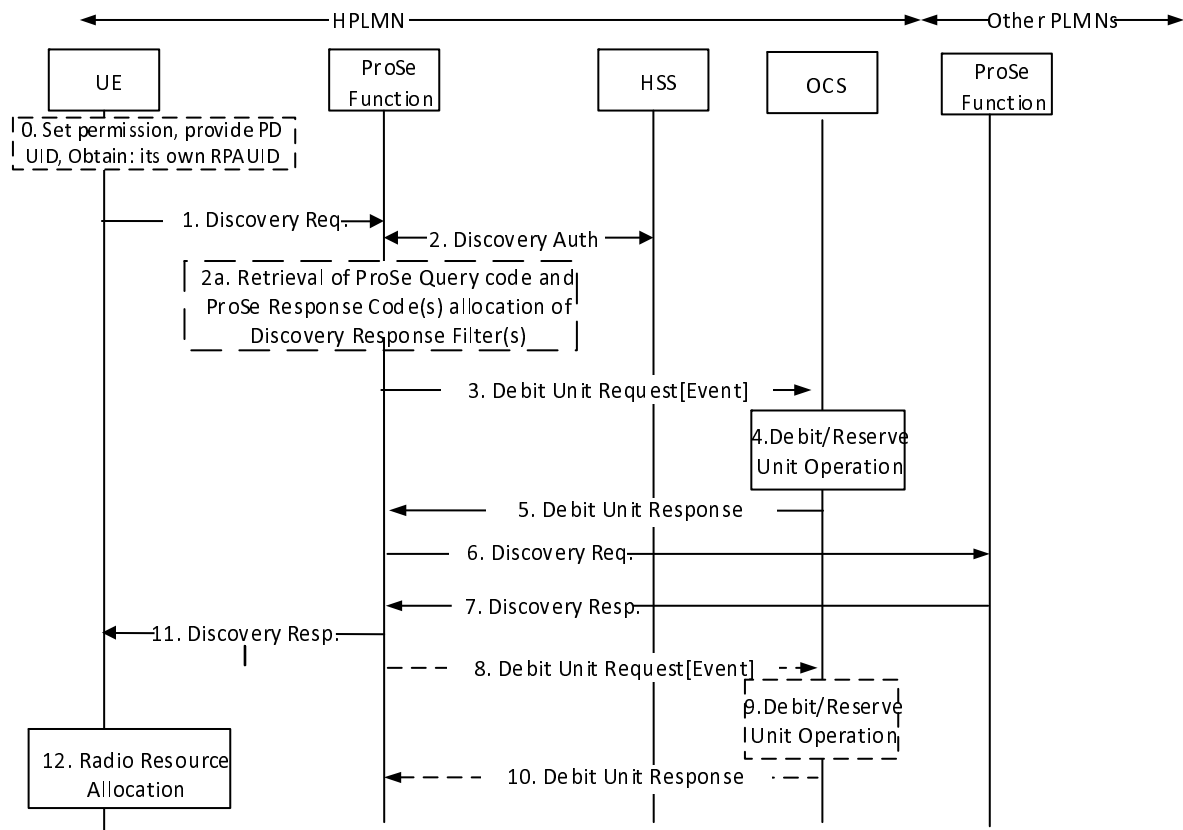 HPLMN
Other PLMNs
UE
ProSe
Function
HSS
OCS
ProSe
Function
0. Set permission, provide PD
UID, Obtain: its own RPAUID
1. Discovery Req.
2. Discovery Auth
2a. Retrieval of ProSe Query code and
ProSe Response Code(s) allocation of
Discovery Response Filter(s)
3. Debit Unit Request[Event]
4.Debit/Reserve
Unit Operation
5. Debit Unit Response
6. Discovery Req.
7. Discovery Resp.
11. Discovery Resp.
8. Debit Unit Request[Event]
9.Debit/Reserve
Unit Operation
12. Radio Resource
Allocation
10. Debit Unit Response